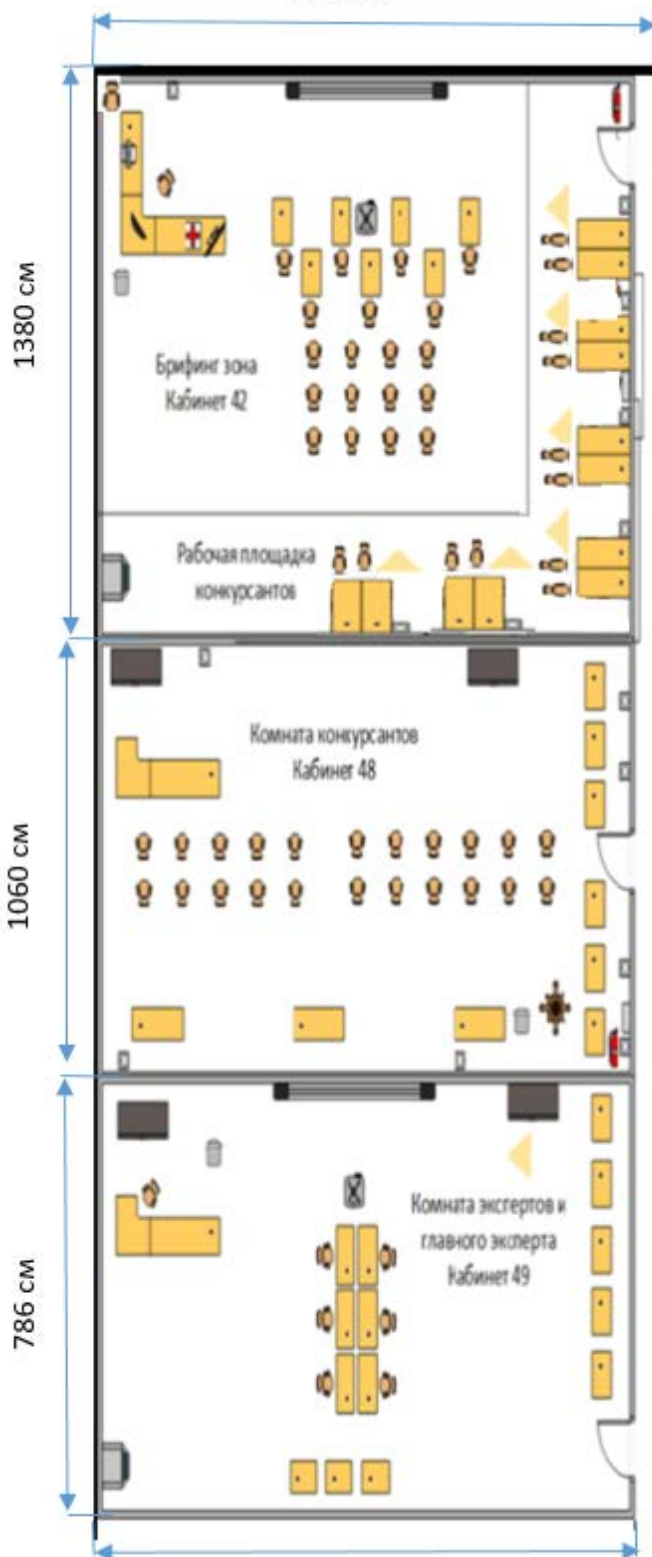 1380 см
Брифинг зона
Кабинет 42
Рабочая площадка
конкурсантов
1060 см
Комната конкурсантов
Кабинет 48
786 см
Комната экспертов и
главного эксперта
Кабинет 49